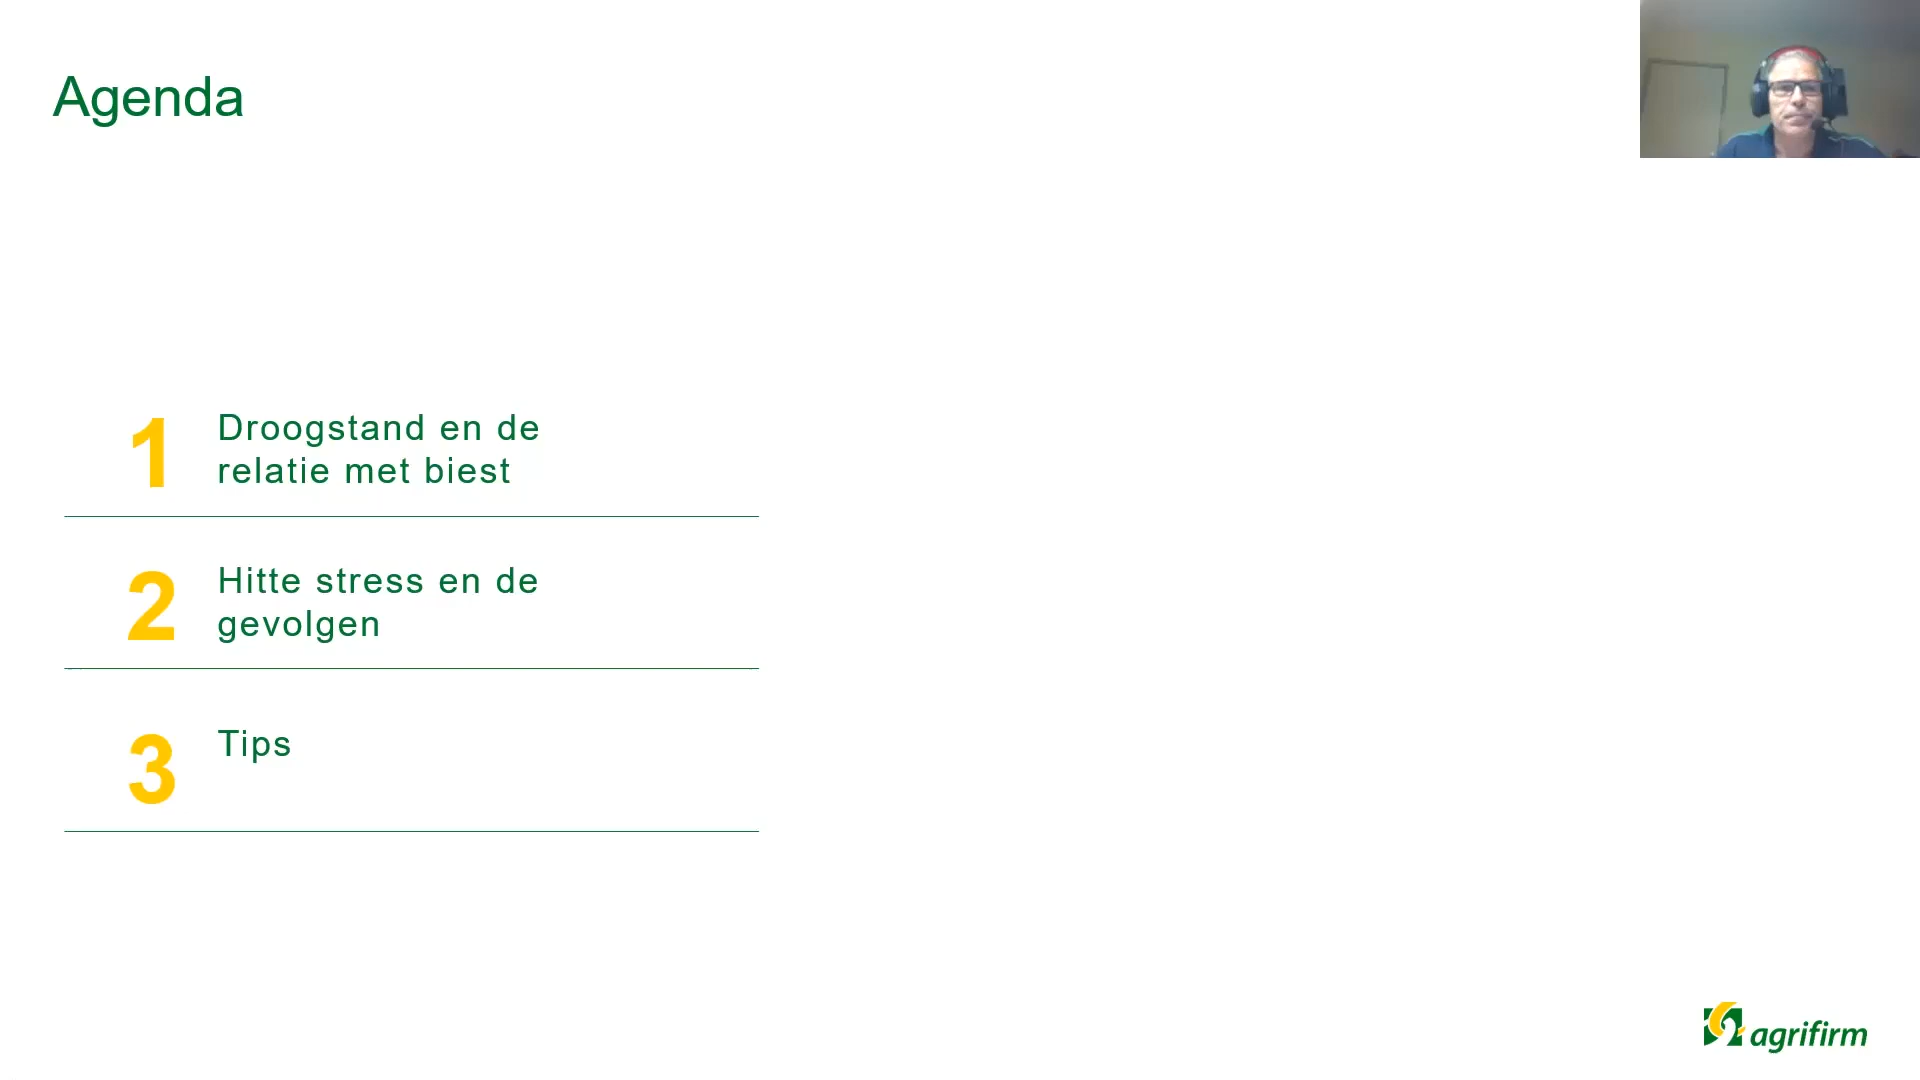 Agenda
1
Droogstand en de
relatie met biest
2
Hitte stress en de
gevolgen
3
Tips
agrifirm